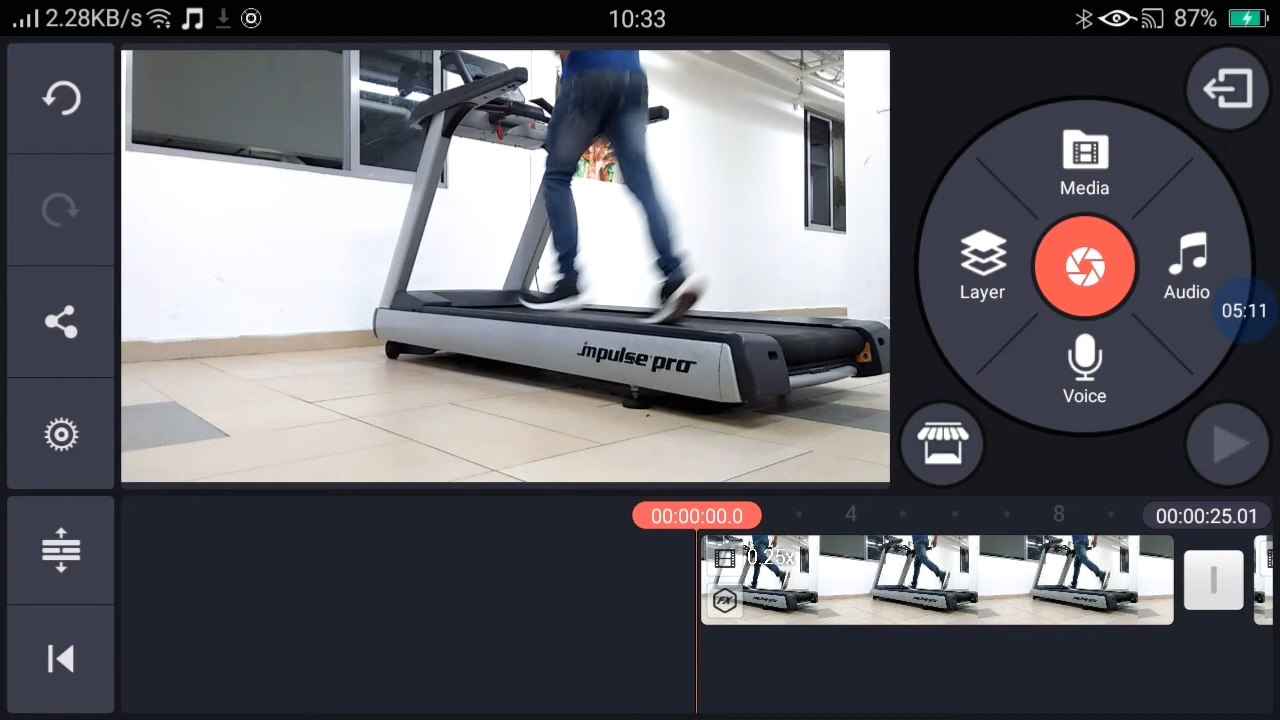 2.28KB/s
10:33
87%
Media
Layer
Audio
05:11
Voice
impulse pro
00:00:00.0
4
8
00:00:25.01
0.25x
FX